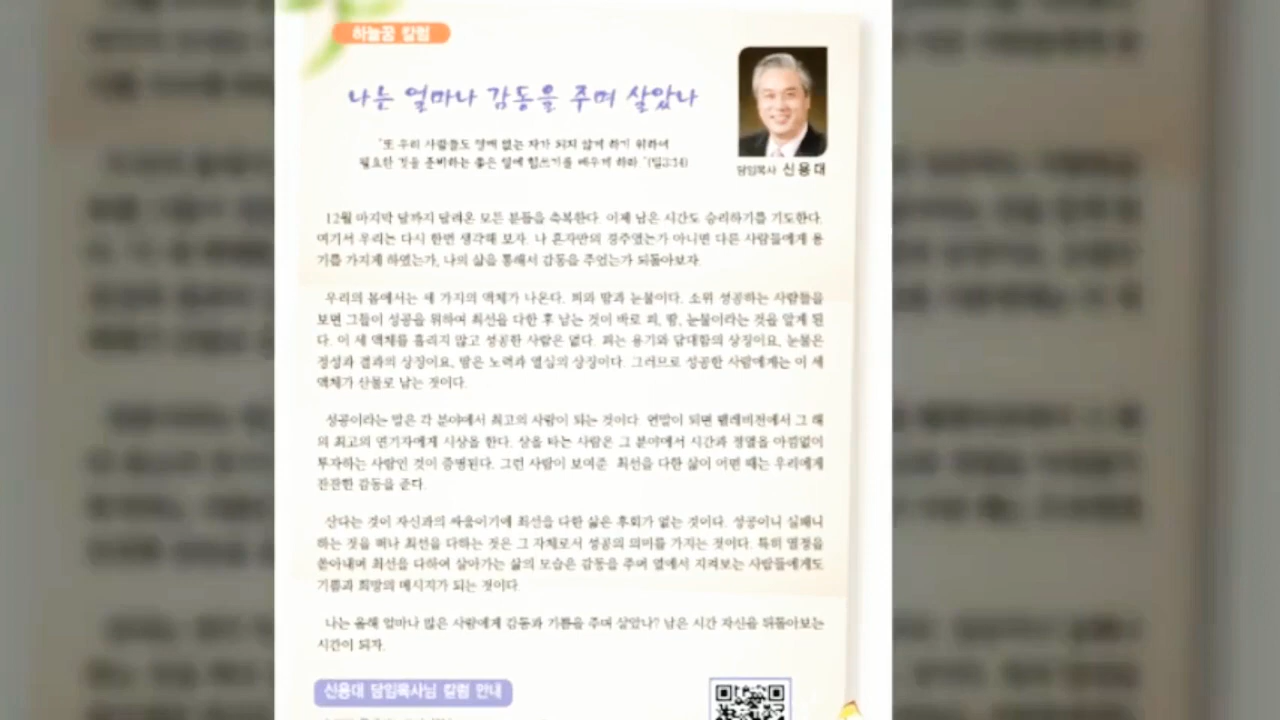 하늘꿈 칼럼
나는 얼마나 감동을 주며 살았나
"또 우리 사람들도 열매 없는 자가 되지 않게 하기 위하여
필요한 것을 준비하는 좋은 일에 힘쓰기를 배우게 하라."(딛3:14)
담임목사 신용대
12월 마지막 달까지 달려온 모든 분들을 축복한다. 이제 남은 시간도 승리하기를 기도한다.
여기서 우리는 다시 한번 생각해 보자. 나 혼자만의 경주였는가 아니면 다른 사람들에게 용
기를 가지게 하였는가, 나의 삶을 통해서 감동을 주었는가 되돌아보자.
우리의 몸에서는 세 가지의 액체가 나온다. 피와 땀과 눈물이다. 소위 성공하는 사람들을
보면 그들이 성공을 위하여 최선을 다한 후 남는 것이 바로 피, 땀, 눈물이라는 것을 알게 된
다. 이 세 액체를 흘리지 않고 성공한 사람은 없다. 피는 용기와 담대함의 상징이요, 눈물은
정성과 결과의 상징이요, 땀은 노력과 열심의 상징이다. 그러므로 성공한 사람에게는 이 세
액체가 산물로 남는 것이다.
성공이라는 말은 각 분야에서 최고의 사람이 되는 것이다. 연말이 되면 텔레비전에서 그 해
의 최고의 연기자에게 시상을 한다. 상을 타는 사람은 그 분야에서 시간과 정열을 아낌없이
투자하는 사람인 것이 증명된다. 그런 사람이 보여준 최선을 다한 삶이 어떤 때는 우리에게
잔잔한 감동을 준다.
산다는 것이 자신과의 싸움이기에 최선을 다한 삶은 후회가 없는 것이다. 성공이니 실패니
하는 것을 떠나 최선을 다하는 것은 그 자체로서 성공의 의미를 가지는 것이다. 특히 열정을
쏟아내며 최선을 다하여 살아가는 삶의 모습은 감동을 주며 옆에서 지켜보는 사람들에게도
기쁨과 희망의 메시지가 되는 것이다.
나는 올해 얼마나 많은 사람에게 감동과 기쁨을 주며 살았나? 남은 시간 자신을 뒤돌아보는
시간이 되자.
신용대 담임목사님 칼럼 안내